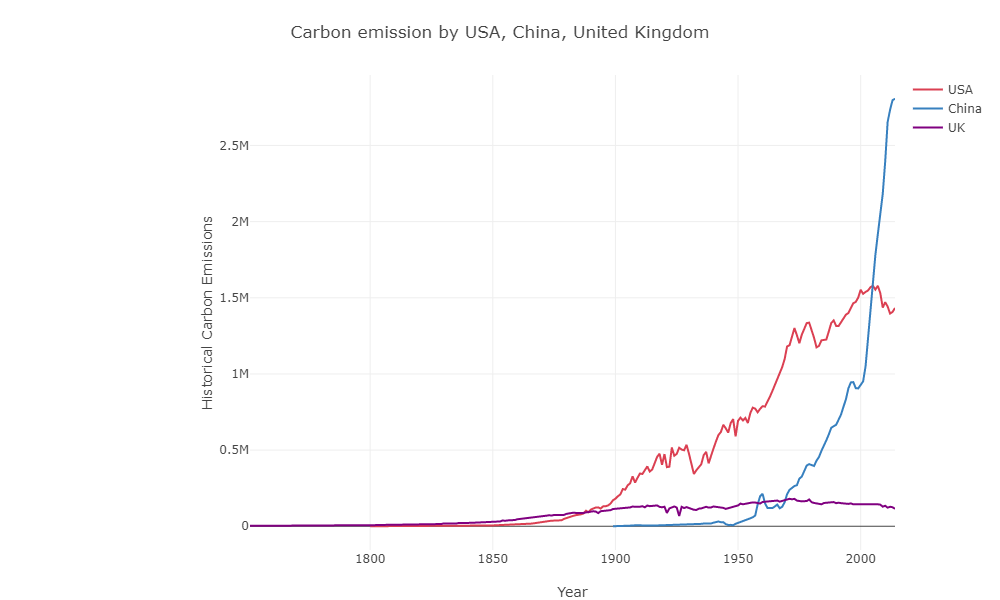 Carbon emission by USA, China, United Kingdom
USA
China
UK
2.5M
2M
1.5M
1M
0.5M
0
Historical Carbon Emissions
1800
1850
1900
1950
2000
Year